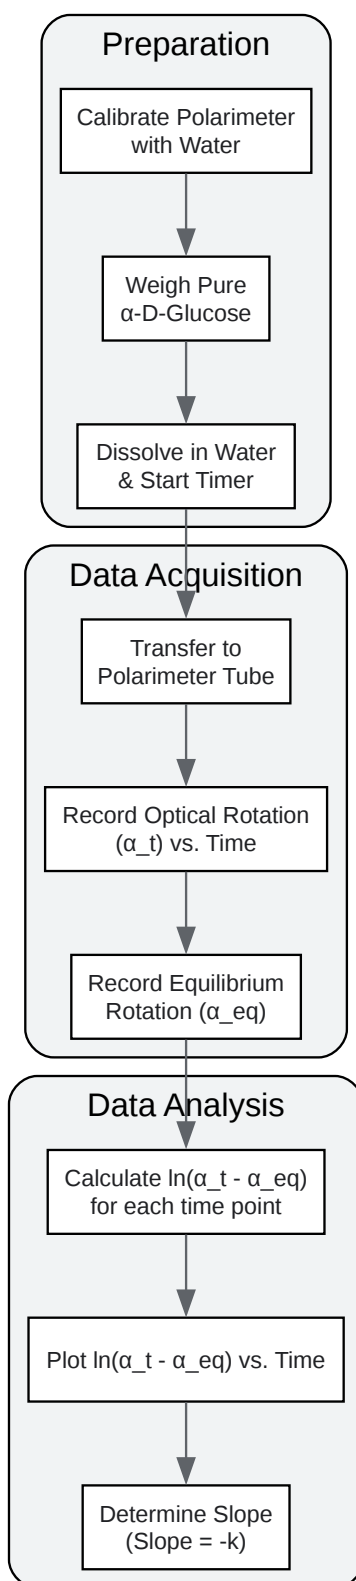 Preparation
Calibrate Polarimeter
with Water
Weigh Pure
α-D-Glucose
Dissolve in Water
& Start Timer
Data Acquisition
Transfer to
Polarimeter Tube
Record Optical Rotation
(α_t) vs. Time
Record Equilibrium
Rotation (α_eq)
Data Analysis
Calculate ln(α_t - α_eq)
for each time point
Plot ln(α_t - α_eq) vs. Time
Determine Slope
(Slope = -k)